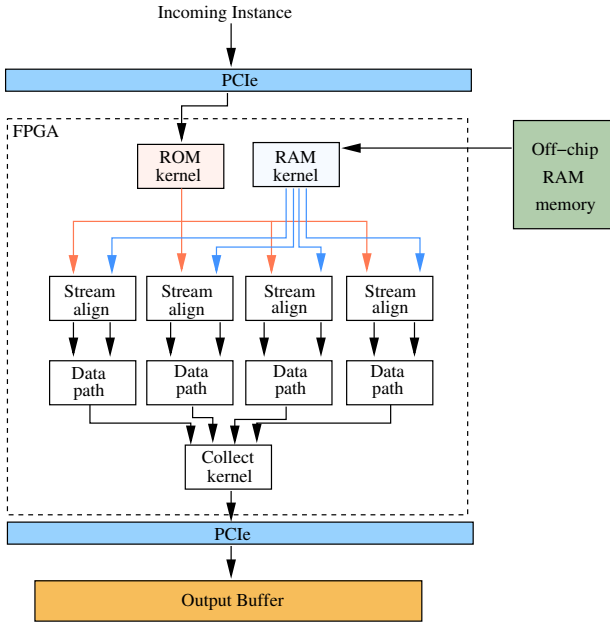 Incoming Instance
PCIe
FPGA
ROM
kernel
RAM
kernel
Off-chip
RAM
memory
Stream
align
Stream
align
Stream
align
Stream
align
Data
path
Data
path
Data
path
Data
path
Collect
kernel
PCIe
Output Buffer